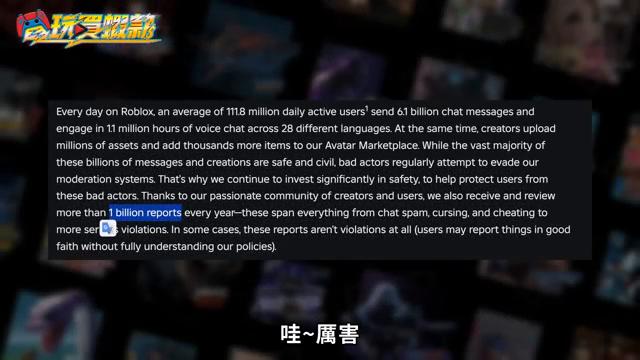 玩買蝦款
Every day on Roblox, an average of 111.8 million daily active users¹ send 6.1 billion chat messages and
engage in 1.1 million hours of voice chat across 28 different languages. At the same time, creators upload
millions of assets and add thousands more items to our Avatar Marketplace. While the vast majority of
these billions of messages and creations are safe and civil, bad actors regularly attempt to evade our
moderation systems. That's why we continue to invest significantly in safety, to help protect users from
these bad actors. Thanks to our passionate community of creators and users, we also receive and review
more than 1 billion reports every year—these span everything from chat spam, cursing, and cheating to
more violations. In some cases, these reports aren't violations at all (users may report things in good
faith without fully understanding our policies).
哇~厲害